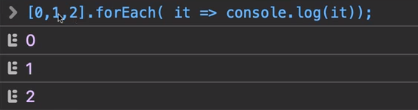 > [0,1,2].forEach( it => console.log(it));
0
1
2